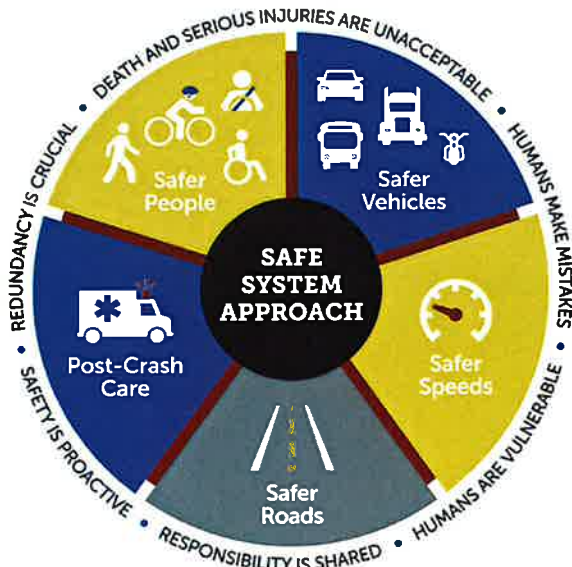 DEATH AND SERIOUS INJURIES ARE UNACCEPTABLE
HUMANS MAKE MISTAKES
HUMANS ARE VULNERABLE
RESPONSIBILITY IS SHARED
SAFETY IS PROACTIVE
REDUNDANCY IS CRUCIAL
Safer
People
Safer
Vehicles
SAFE
SYSTEM
APPROACH
Safer
Speeds
Post-Crash
Care
Safer
Roads